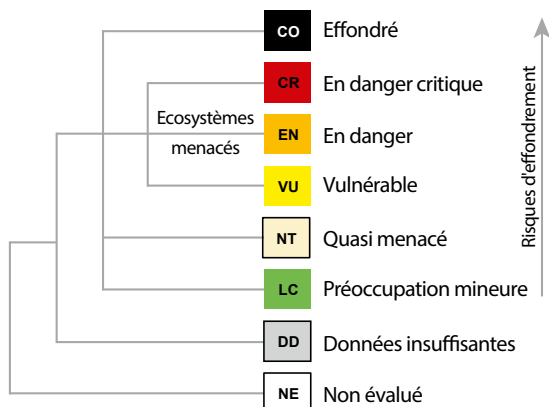 CO Effondré
CR En danger critique
Ecosystèmes
menacés
EN En danger
VU Vulnérable
NT Quasi menacé
LC Préoccupation mineure
DD Données insuffisantes
NE Non évalué
Risques d'effondrement